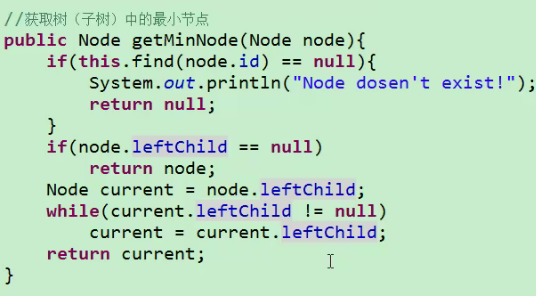 //获取树（子树）中的最小节点
public Node getMinNode(Node node){
if(this.find(node.id) == null){
System.out.println("Node dosen't exist!");
return null;
}
if(node.leftChild == null)
return node;
Node current = node.leftChild;
while(current.leftChild != null)
current = current.leftChild;
return current;
}